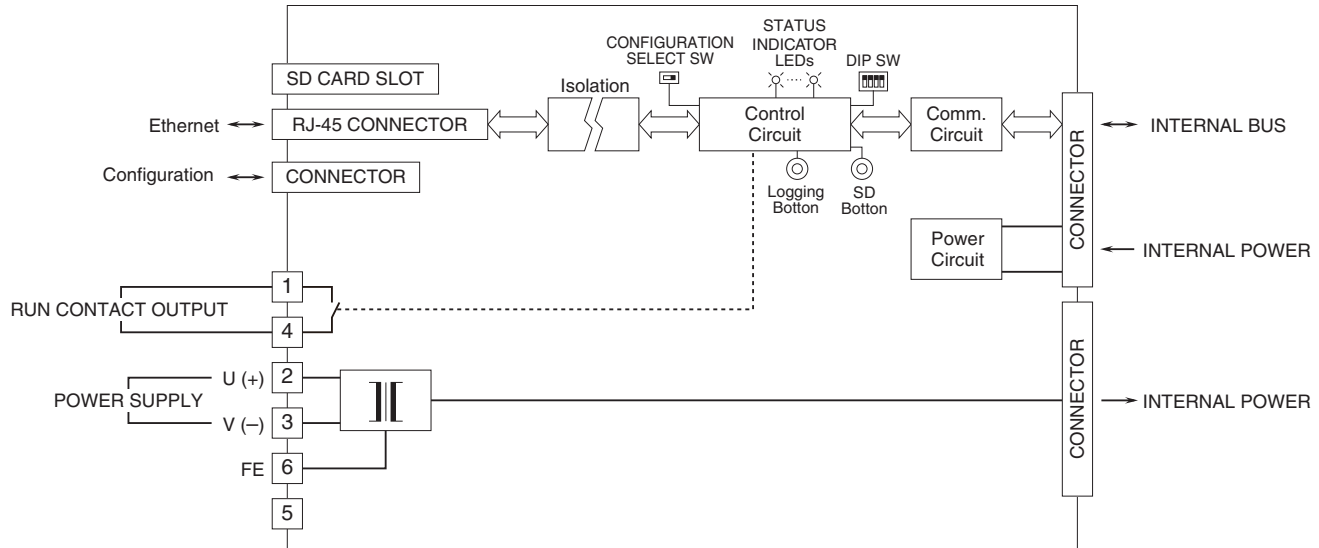 CONFIGURATION
SELECT SW
STATUS
INDICATOR
LEDs
DIP SW
SD CARD SLOT
Isolation
Ethernet
RJ-45 CONNECTOR
Control
Circuit
Comm.
Circuit
CONNECTOR
INTERNAL BUS
Configuration
CONNECTOR
Logging
Botton
SD
Botton
Power
Circuit
INTERNAL POWER
1
RUN CONTACT OUTPUT
4
U (+)
2
POWER SUPPLY
V (–)
3
CONNECTOR
INTERNAL POWER
FE
6
5